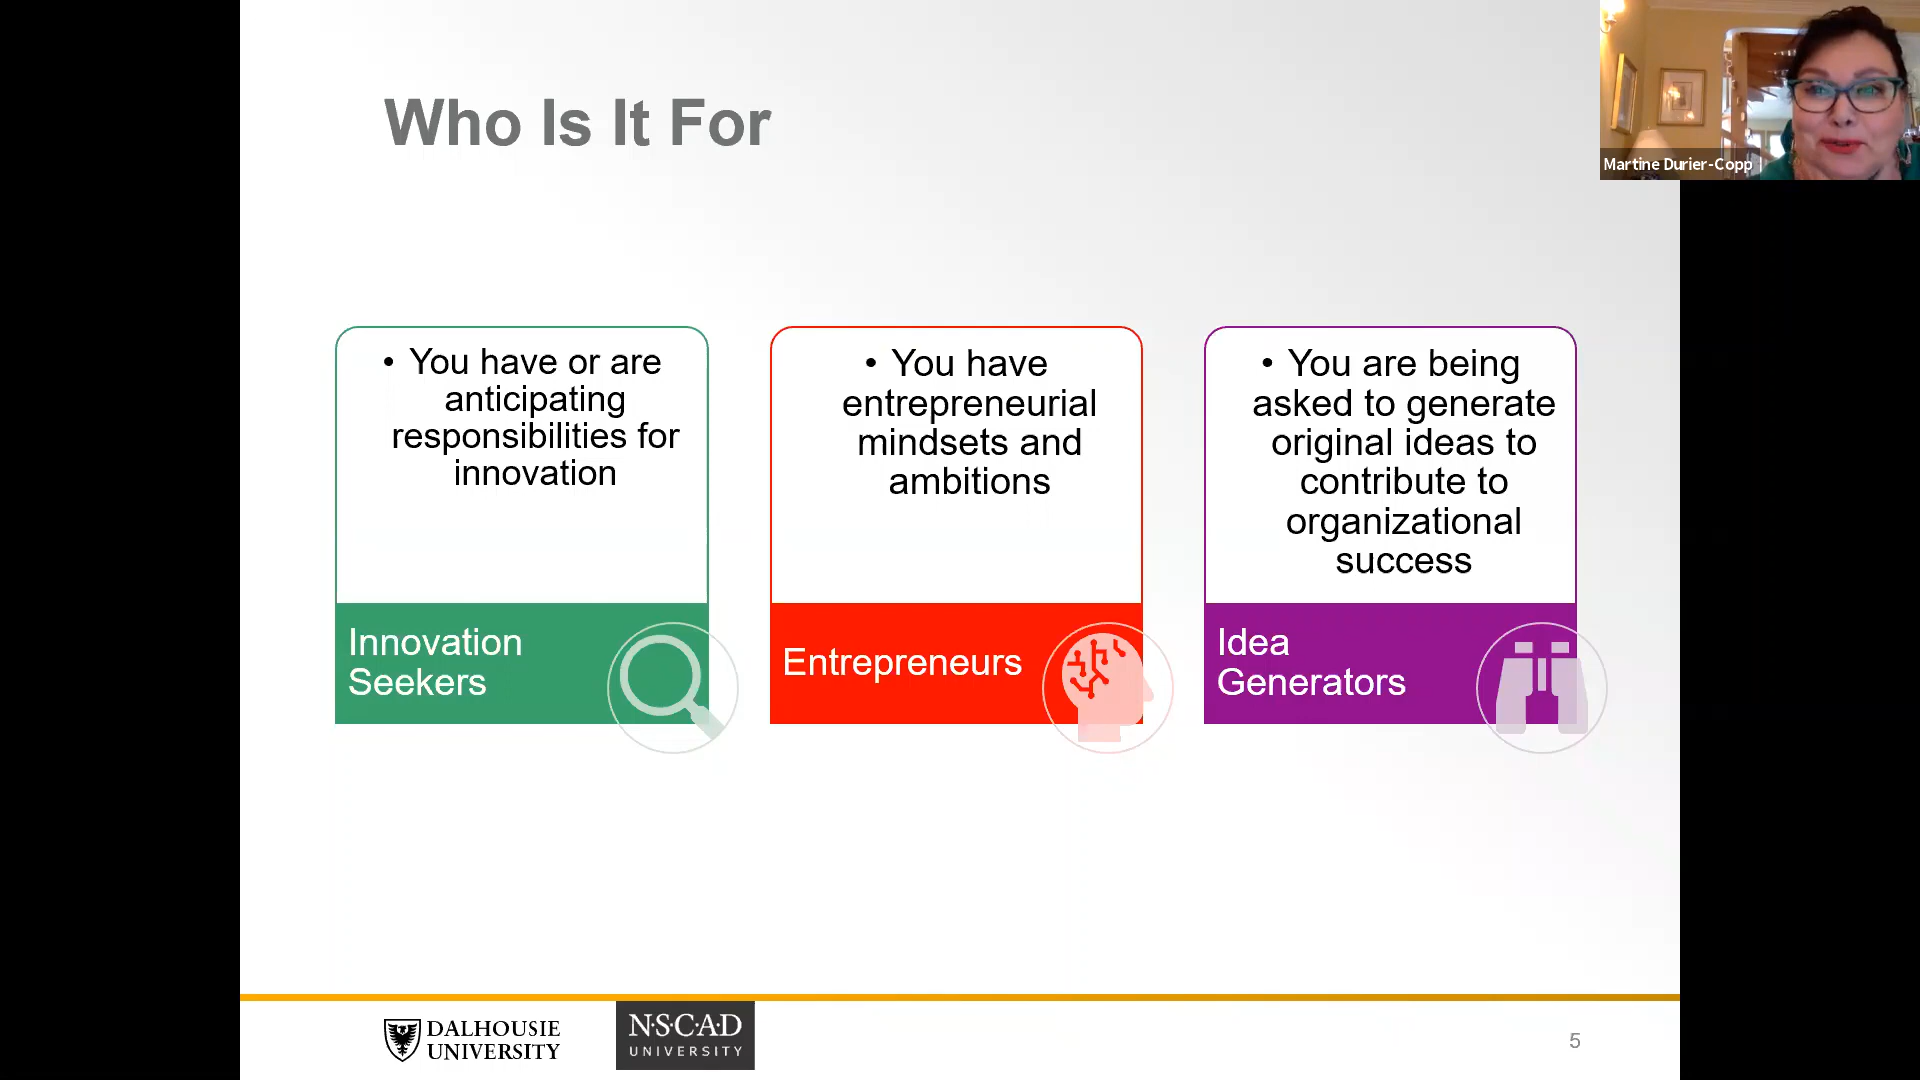 Who Is It For
Martine Durier-Copp
• You have or are
anticipating
responsibilities for
innovation
Innovation
Seekers
• You have
entrepreneurial
mindsets and
ambitions
Entrepreneurs
• You are being
asked to generate
original ideas to
contribute to
organizational
success
Idea
Generators
DALHOUSIE
UNIVERSITY
N·S·C·A·D
UNIVERSITY
5